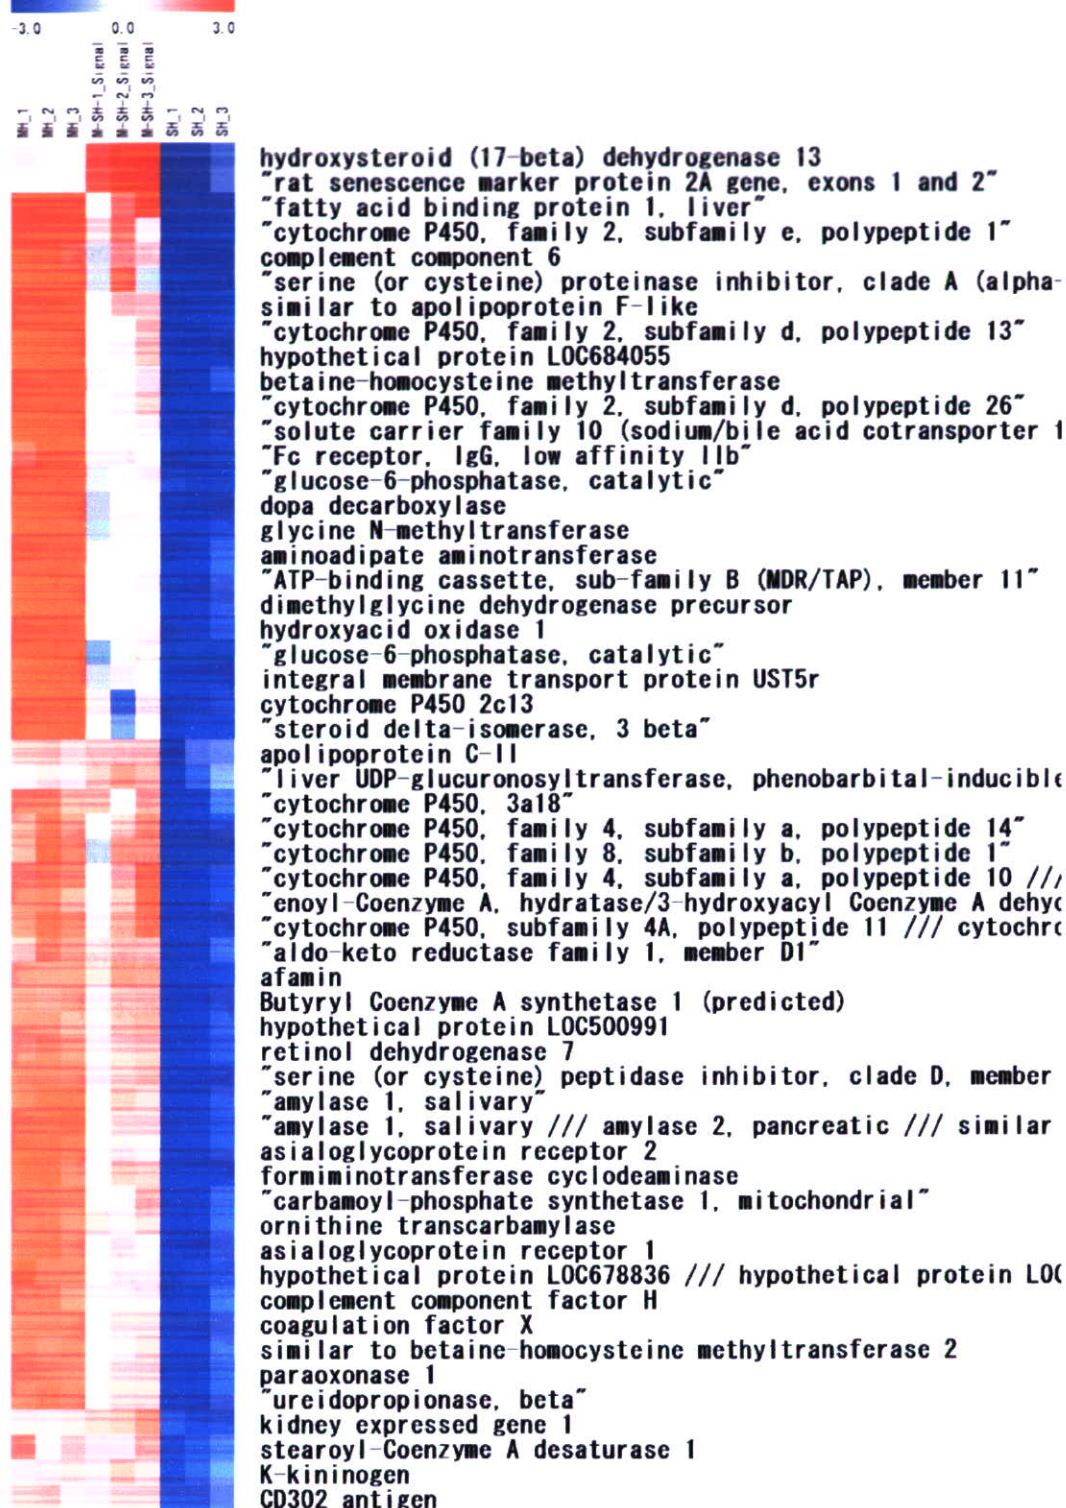 -3.0 0.0 3.0
MH_1 MH_2 MH_3 M-SH-1_Signal M-SH-2_Signal M-SH-3_Signal SH_1 SH_2 SH_3
hydroxysteroid (17-beta) dehydrogenase 13
"rat senescence marker protein 2A gene, exons 1 and 2"
"fatty acid binding protein 1, liver"
"cytochrome P450, family 2, subfamily e, polypeptide 1"
complement component 6
"serine (or cysteine) proteinase inhibitor, clade A (alpha-
similar to apolipoprotein F-like
"cytochrome P450, family 2, subfamily d, polypeptide 13"
hypothetical protein LOC684055
betaine-homocysteine methyltransferase
"cytochrome P450, family 2, subfamily d, polypeptide 26"
"solute carrier family 10 (sodium/bile acid cotransporter 1
"Fc receptor, IgG, low affinity IIb"
"glucose-6-phosphatase, catalytic"
dopa decarboxylase
glycine N-methyltransferase
aminoadipate aminotransferase
"ATP-binding cassette, sub-family B (MDR/TAP), member 11"
dimethylglycine dehydrogenase precursor
hydroxyacid oxidase 1
"glucose-6-phosphatase, catalytic"
integral membrane transport protein UST5r
cytochrome P450 2c13
"steroid delta-isomerase, 3 beta"
apolipoprotein C-II
"liver UDP-glucuronosyltransferase, phenobarbital-inducible
"cytochrome P450, 3a18"
"cytochrome P450, family 4, subfamily a, polypeptide 14"
"cytochrome P450, family 8, subfamily b, polypeptide 1"
"cytochrome P450, family 4, subfamily a, polypeptide 10 ///
"enoyl-Coenzyme A, hydratase/3-hydroxyacyl Coenzyme A dehyd
"cytochrome P450, subfamily 4A, polypeptide 11 /// cytochro
"aldo-keto reductase family 1, member D1"
afamin
Butyryl Coenzyme A synthetase 1 (predicted)
hypothetical protein LOC500991
retinol dehydrogenase 7
"serine (or cysteine) peptidase inhibitor, clade D, member
"amylase 1, salivary"
"amylase 1, salivary /// amylase 2, pancreatic /// similar
asialoglycoprotein receptor 2
formiminotransferase cyclodeaminase
"carbamoyl-phosphate synthetase 1, mitochondrial"
ornithine transcarbamylase
asialoglycoprotein receptor 1
hypothetical protein LOC678836 /// hypothetical protein LOC
complement component factor H
coagulation factor X
similar to betaine-homocysteine methyltransferase 2
paraoxonase 1
"ureidopropionase, beta"
kidney expressed gene 1
stearoyl-Coenzyme A desaturase 1
K-kininogen
CD302 antigen